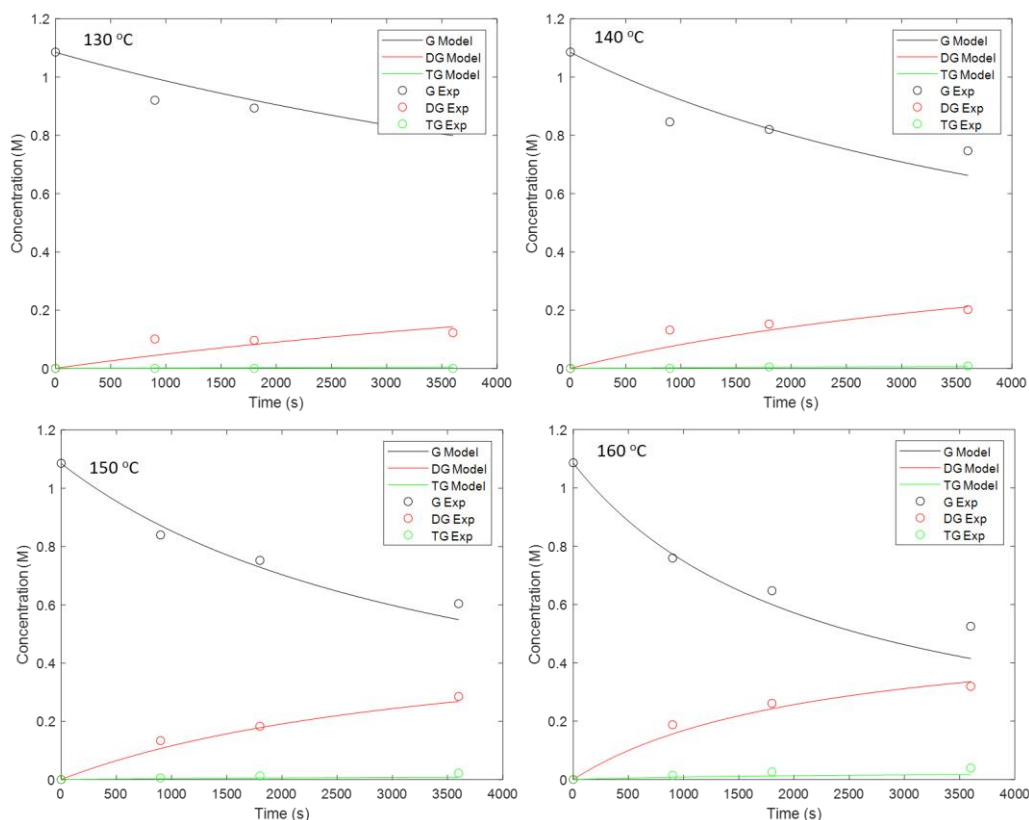 130 °C
G Model
DG Model
TG Model
G Exp
DG Exp
TG Exp
Concentration (M)
1.2
1
0.8
0.6
0.4
0.2
0
0 500 1000 1500 2000 2500 3000 3500 4000
Time (s)
140 °C
G Model
DG Model
TG Model
G Exp
DG Exp
TG Exp
Concentration (M)
1.2
1
0.8
0.6
0.4
0.2
0
0 500 1000 1500 2000 2500 3000 3500 4000
Time (s)
150 °C
G Model
DG Model
TG Model
G Exp
DG Exp
TG Exp
Concentration (M)
1.2
1
0.8
0.6
0.4
0.2
0
0 500 1000 1500 2000 2500 3000 3500 4000
Time (s)
160 °C
G Model
DG Model
TG Model
G Exp
DG Exp
TG Exp
Concentration (M)
1.2
1
0.8
0.6
0.4
0.2
0
0 500 1000 1500 2000 2500 3000 3500 4000
Time (s)